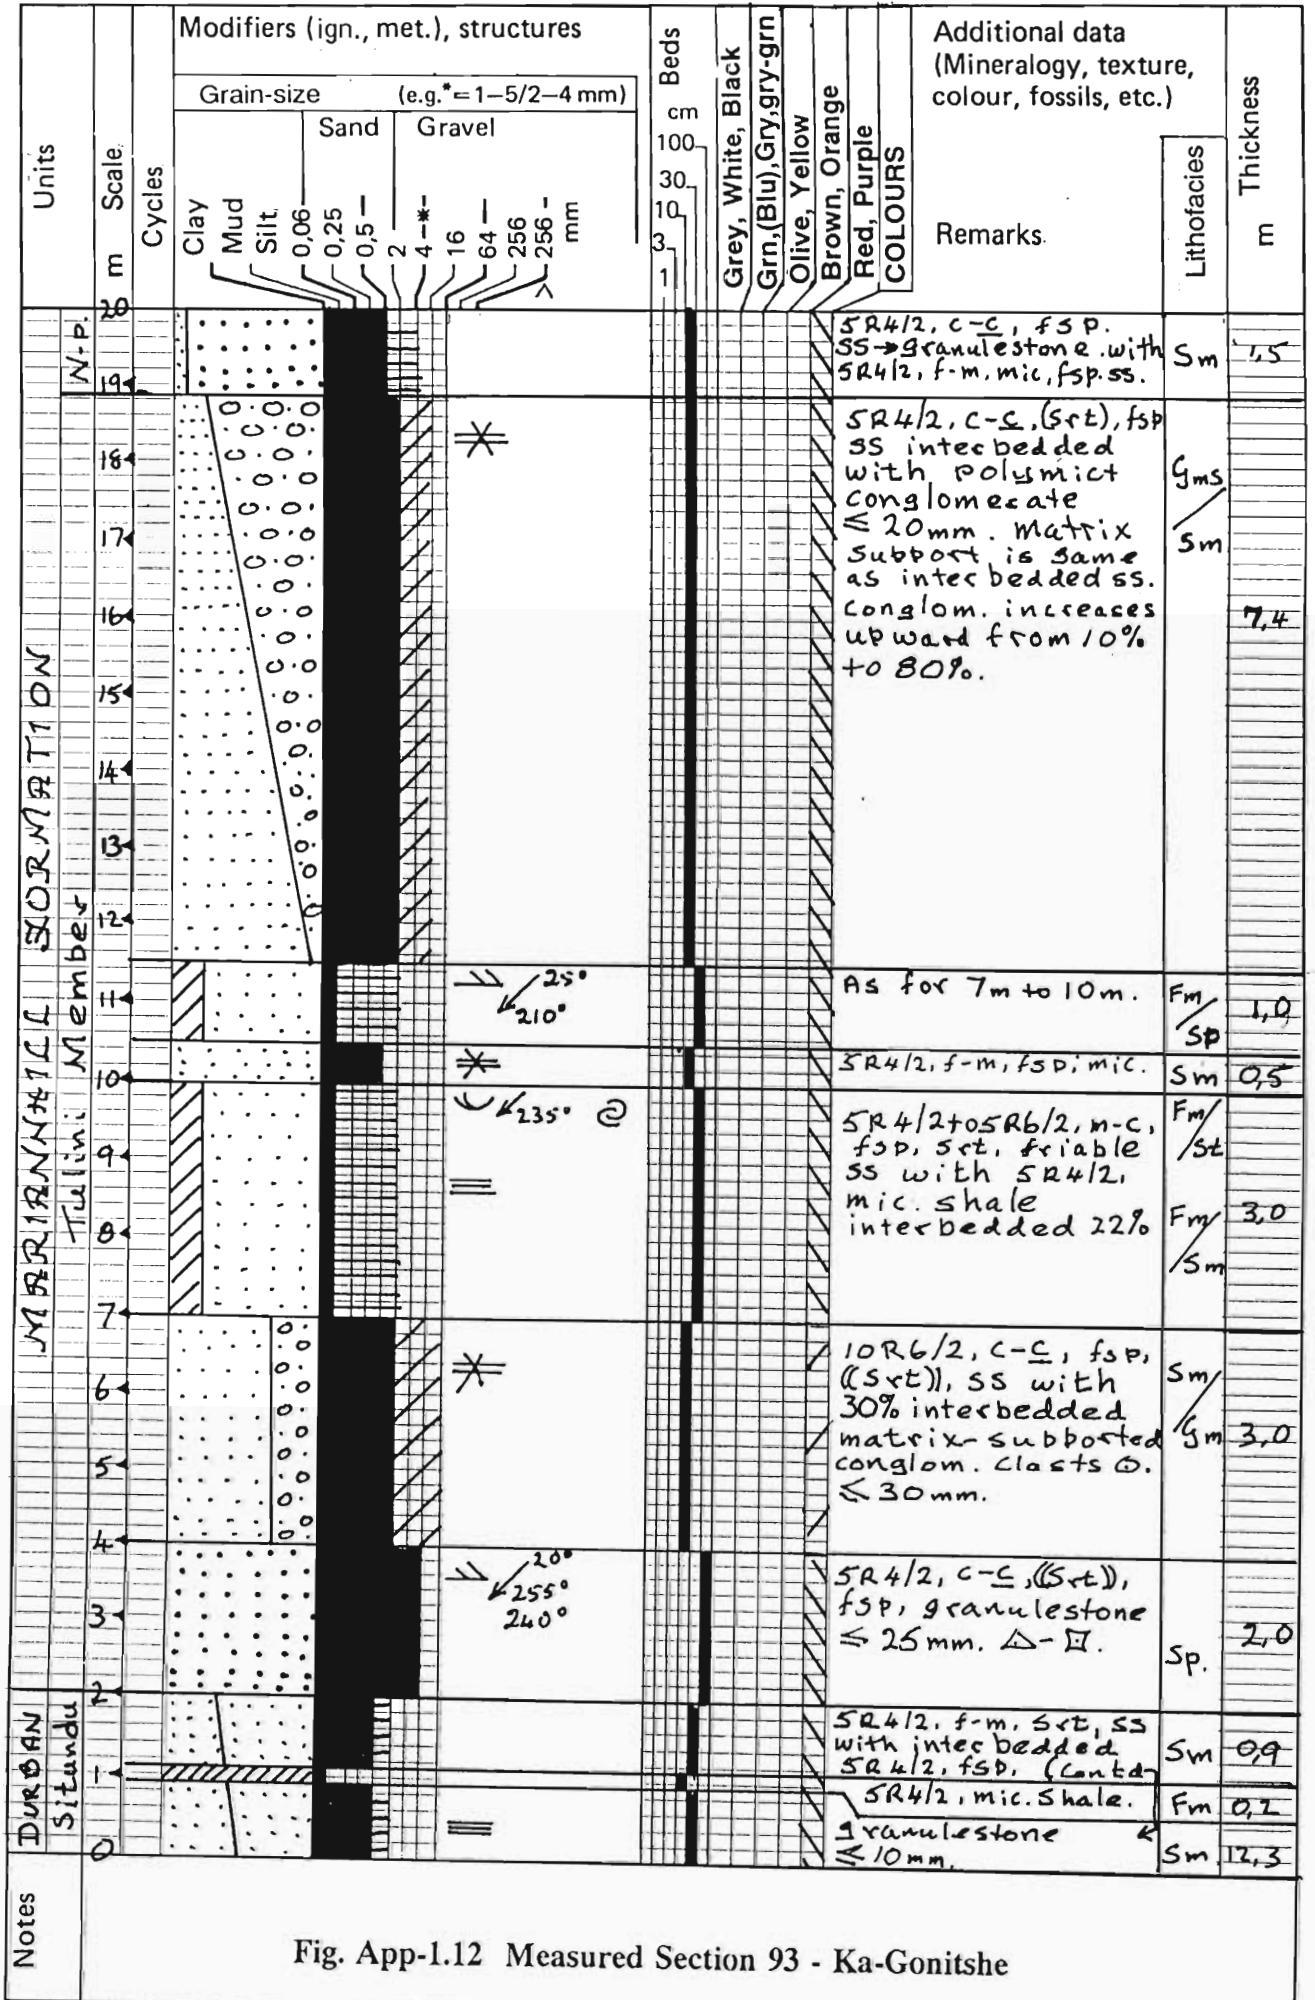 Modifiers (ign., met.), structures
Grain-size
(e.g.*=1–5/2–4 mm)
Sand
Gravel
Units
m Scale
Cycles
Clay
Mud
Silt.
0,06
0,25
0,5 –
2
4 –*–
16
64 –
256
256 –
>
mm
Beds
cm
100
30
10
3
1
Grey, White, Black
Grn,(Blu),Gry,gry-grn
Olive, Yellow
Brown, Orange
Red, Purple
COLOURS
Additional data
(Mineralogy, texture,
colour, fossils, etc.)
Remarks
Lithofacies
Thickness
m
20
19
18
17
16
15
14
13
12
11
10
9
8
7
6
5
4
3
2
1
0
N-p.
MARIANNHILL FORMATION
Tulini Member
DURBAN
Situndu
5R4/2, c-c, fsp.
SS→granulestone with
5R4/2, f-m, mic, fsp. ss.
Sm
1,5
5R4/2, c-c, (srt), fsp
SS interbedded
with polymict
conglomerate
≤ 20mm. Matrix
support is same
as interbedded ss.
Conglom. increases
upward from 10%
to 80%.
Gms
/
Sm
7,4
25°
210°
As for 7m to 10m.
Fm/
Sp
1,0
5R4/2, f-m, fsp, mic.
Sm
0,5
235°
5R4/2 to 5R6/2, m-c,
fsp, srt, friable
SS with 5R4/2,
mic. shale
interbedded 22%
Fm/
/St
Fm/
/Sm
3,0
10R6/2, c-c, fsp,
((srt)), SS with
30% interbedded
matrix-supported
conglom. clasts ⊙.
≤ 30mm.
Sm/
/Gm
3,0
20°
255°
240°
5R4/2, c-c, ((srt)),
fsp, granulestone
≤ 25mm. △-⊡.
Sp.
2,0
5R4/2, f-m, srt, SS
with interbedded
5R4/2, fsp, (contd
Sm
0,9
5R4/2, mic. shale.
Fm
0,2
granulestone
≤ 10mm.
Sm
12,3
Notes
Fig. App-1.12 Measured Section 93 - Ka-Gonitshe